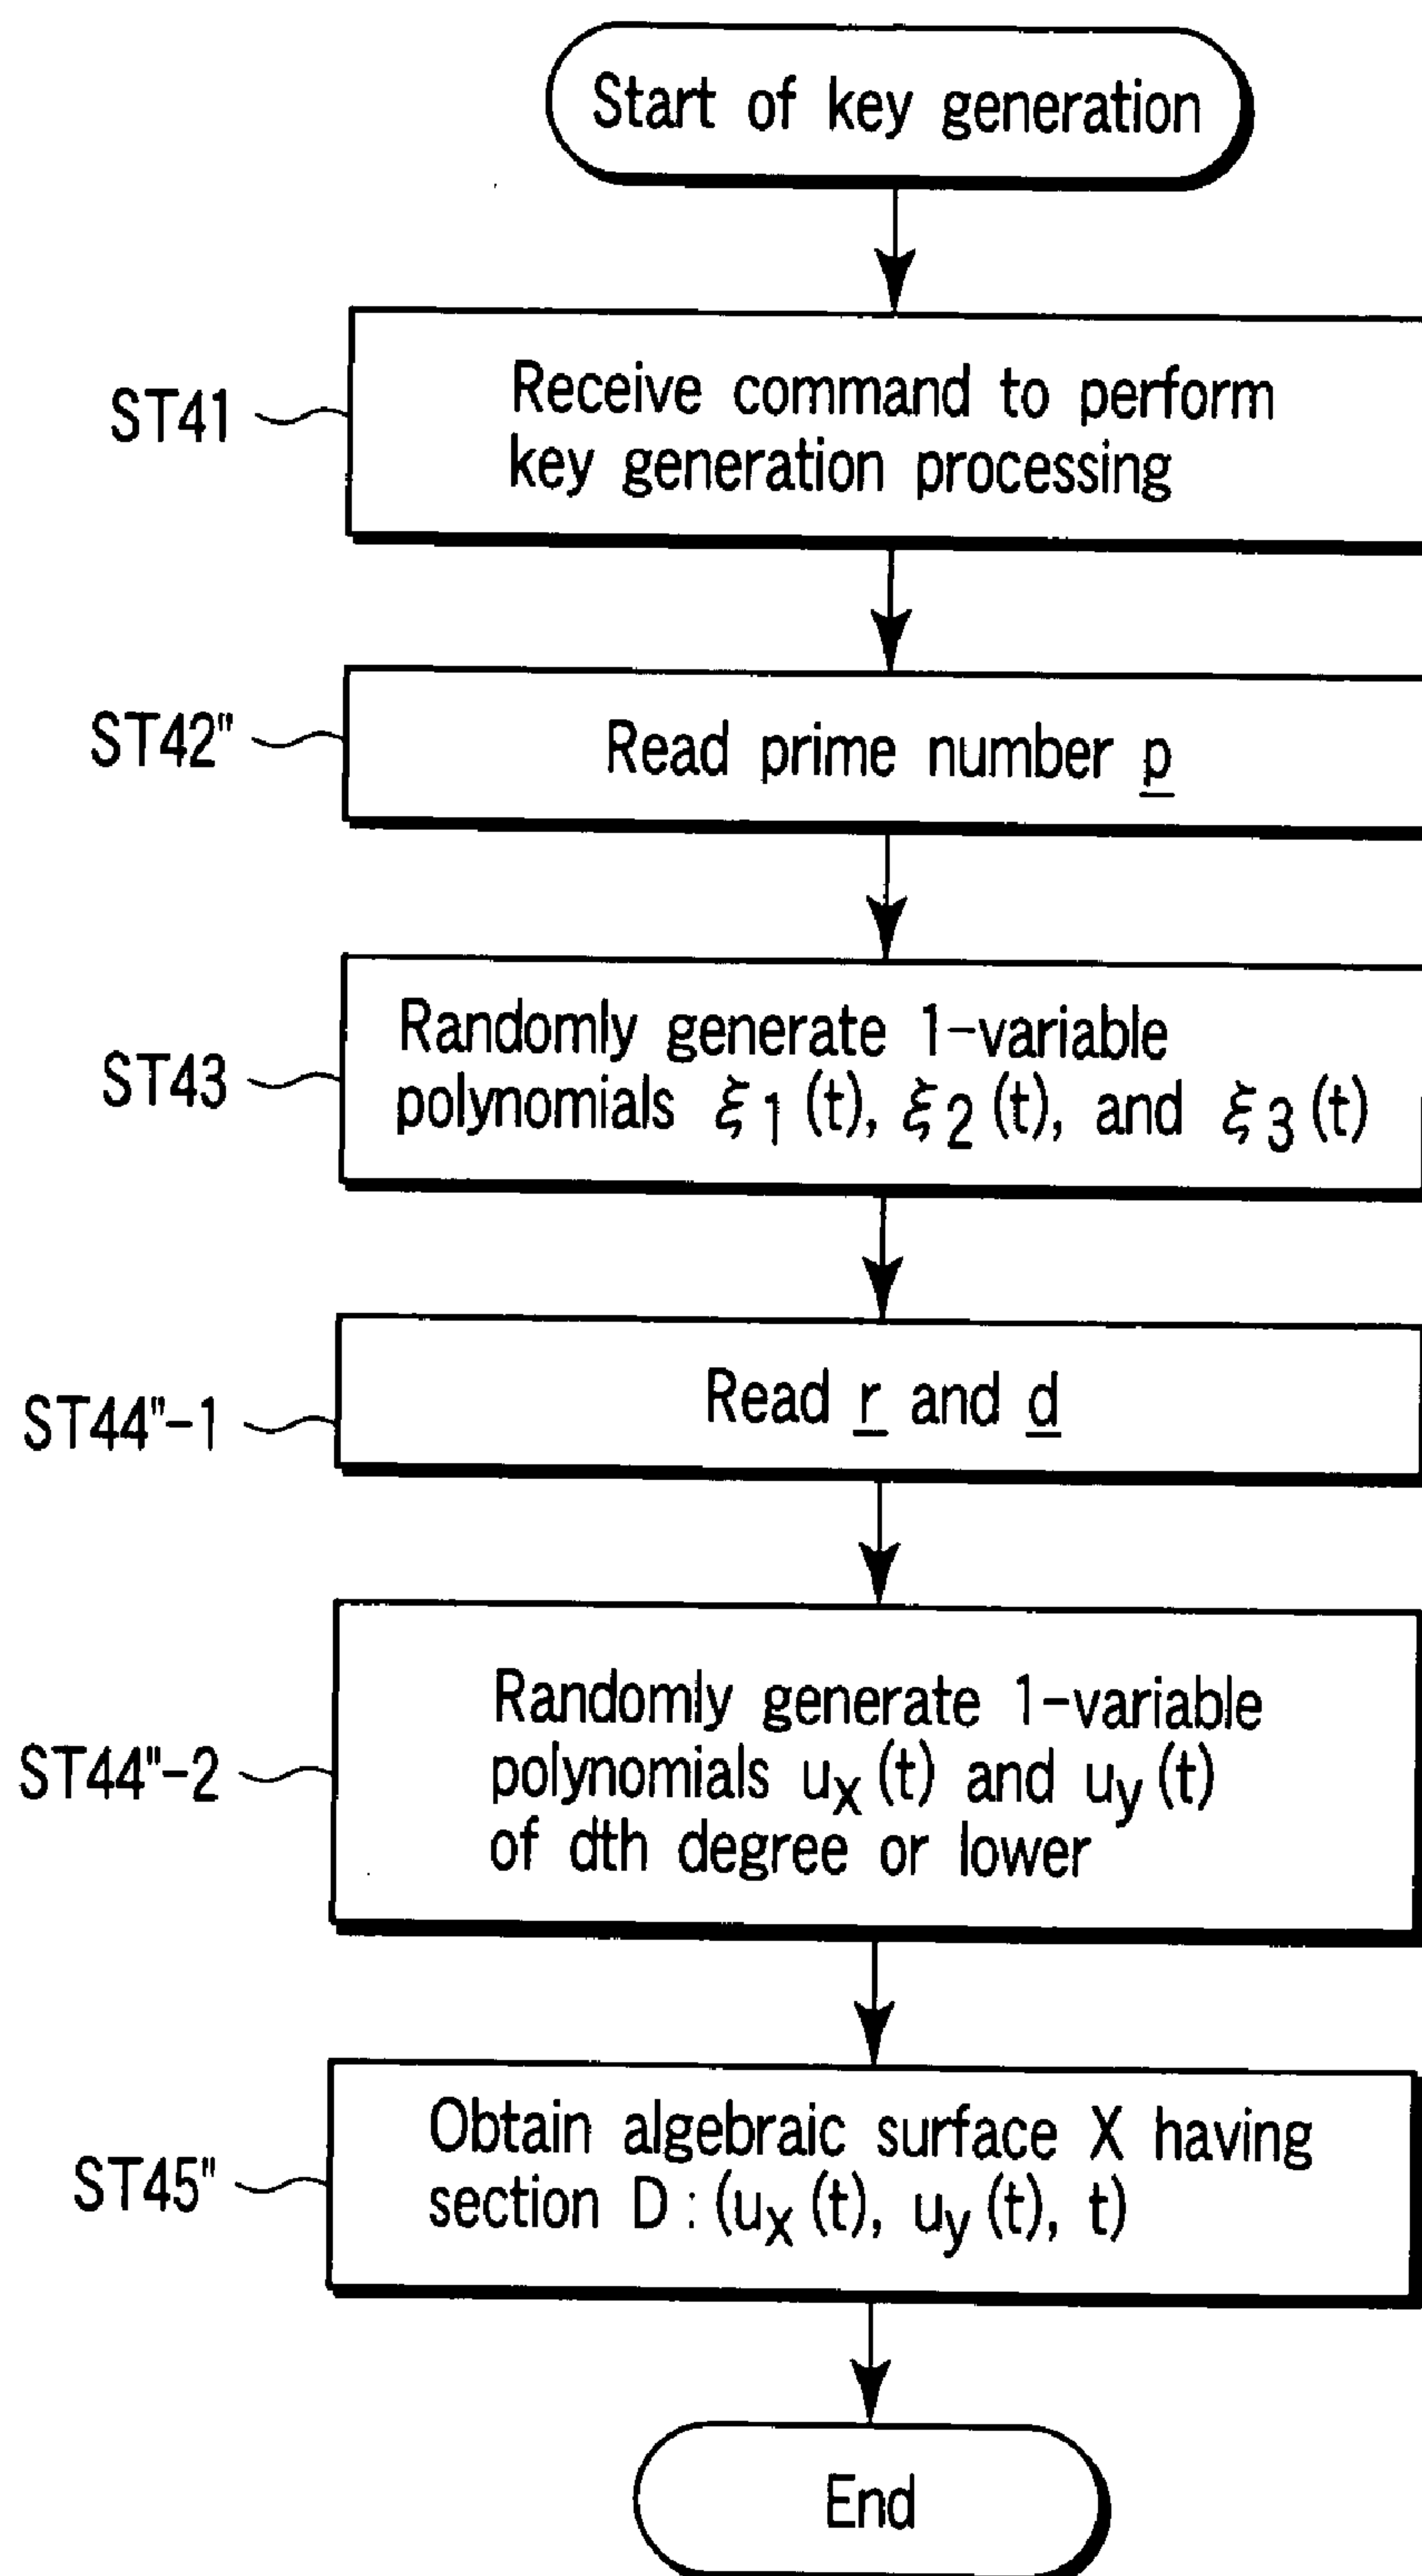 Start of key generation
ST41
Receive command to perform
key generation processing
ST42"
Read prime number p
ST43
Randomly generate 1-variable
polynomials ξ1(t), ξ2(t), and ξ3(t)
ST44"-1
Read r and d
ST44"-2
Randomly generate 1-variable
polynomials ux(t) and uy(t)
of dth degree or lower
ST45"
Obtain algebraic surface X having
section D : (ux(t), uy(t), t)
End